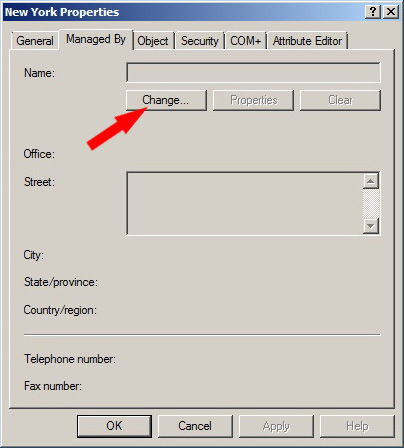 New York Properties
General Managed By Object Security COM+ Attribute Editor
Name:
Change... Properties Clear
Office:
Street:
City:
State/province:
Country/region:
Telephone number:
Fax number:
OK Cancel Apply Help